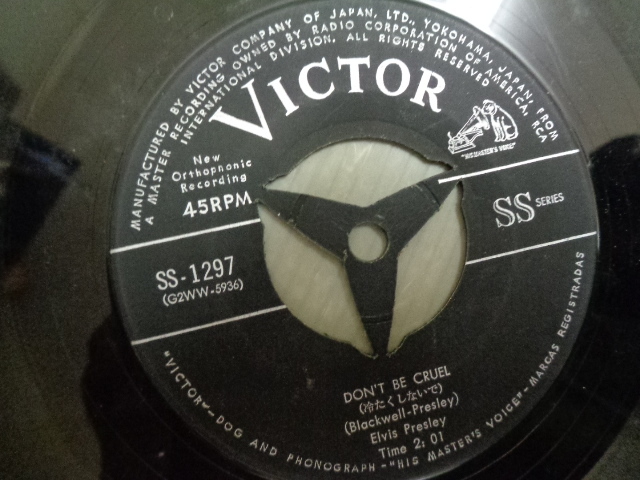 MANUFACTURED BY VICTOR COMPANY OF JAPAN, LTD., YOKOHAMA, JAPAN, FROM
A MASTER RECORDING OWNED BY RADIO CORPORATION OF AMERICA, RCA
INTERNATIONAL DIVISION, ALL RIGHTS RESERVED
VICTOR
"HIS MASTER'S VOICE"
New
Orthophonic
Recording
45RPM
SS SERIES
SS-1297
(G2WW-5936)
DON'T BE CRUEL
(冷たくしないで)
(Blackwell-Presley)
Elvis Presley
Time 2: 01
"VICTOR"–DOG AND PHONOGRAPH–"HIS MASTER'S VOICE"–MARCAS REGISTRADAS